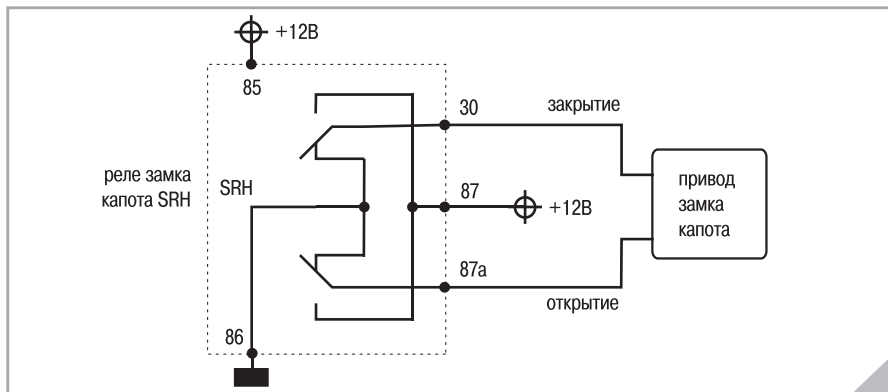 +12В
85
30
закрытие
реле замка
капота SRH
SRH
87
+12В
привод
замка
капота
87а
открытие
86